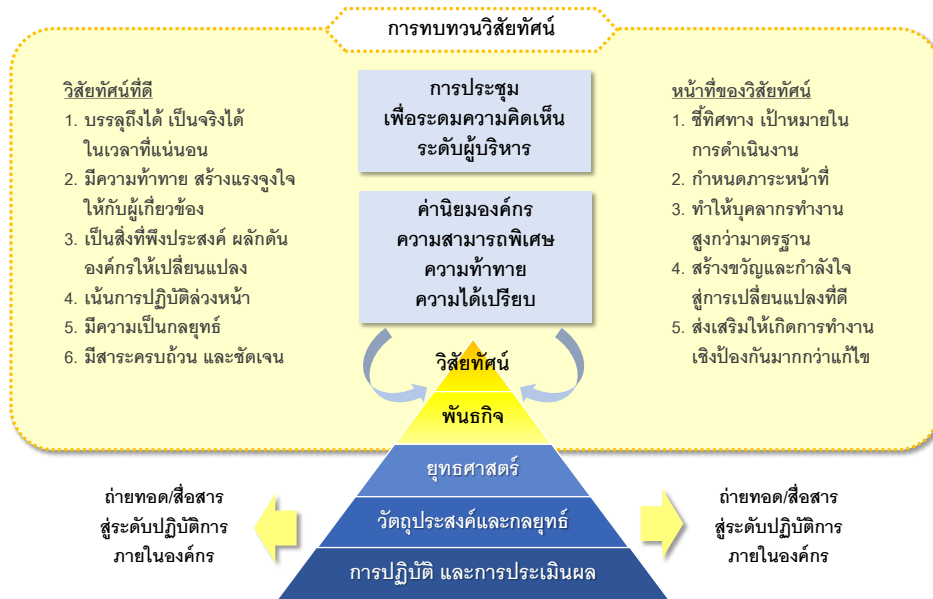 การทบทวนวิสัยทัศน์
วิสัยทัศน์ที่ดี
1. บรรลุถึงได้ เป็นจริงได้
ในเวลาที่แน่นอน
2. มีความท้าทาย สร้างแรงจูงใจ
ให้กับผู้เกี่ยวข้อง
3. เป็นสิ่งที่พึงประสงค์ ผลักดัน
องค์กรให้เปลี่ยนแปลง
4. เน้นการปฏิบัติล่วงหน้า
5. มีความเป็นกลยุทธ์
6. มีสาระครบถ้วน และชัดเจน
การประชุม
เพื่อระดมความคิดเห็น
ระดับผู้บริหาร
ค่านิยมองค์กร
ความสามารถพิเศษ
ความท้าทาย
ความได้เปรียบ
หน้าที่ของวิสัยทัศน์
1. ชี้ทิศทาง เป้าหมายใน
การดำเนินงาน
2. กำหนดภาระหน้าที่
3. ทำให้บุคลากรทำงาน
สูงกว่ามาตรฐาน
4. สร้างขวัญและกำลังใจ
สู่การเปลี่ยนแปลงที่ดี
5. ส่งเสริมให้เกิดการทำงาน
เชิงป้องกันมากกว่าแก้ไข
วิสัยทัศน์
พันธกิจ
ยุทธศาสตร์
วัตถุประสงค์และกลยุทธ์
การปฏิบัติ และการประเมินผล
ถ่ายทอด/สื่อสาร
สู่ระดับปฏิบัติการ
ภายในองค์กร
ถ่ายทอด/สื่อสาร
สู่ระดับปฏิบัติการ
ภายในองค์กร